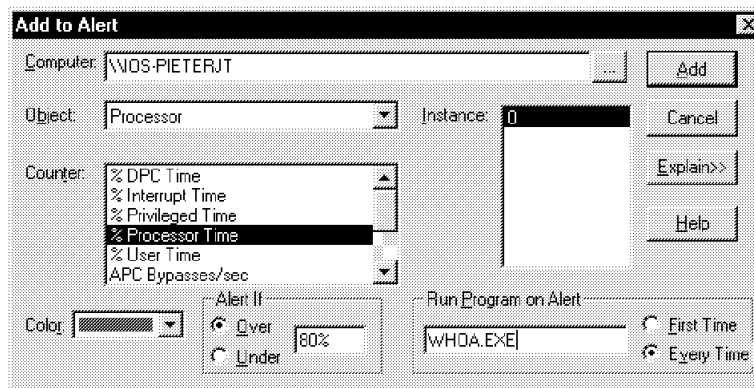 Add to Alert
Computer: \\IOS-PIETERJT ... Add
Object: Processor Instance: 0 Cancel
Counter: % DPC Time Explain>>
% Interrupt Time
% Privileged Time
% Processor Time Help
% User Time
APC Bypasses/sec
Color: Alert If Run Program on Alert
Over 80% WHOA.EXE First Time
Under Every Time